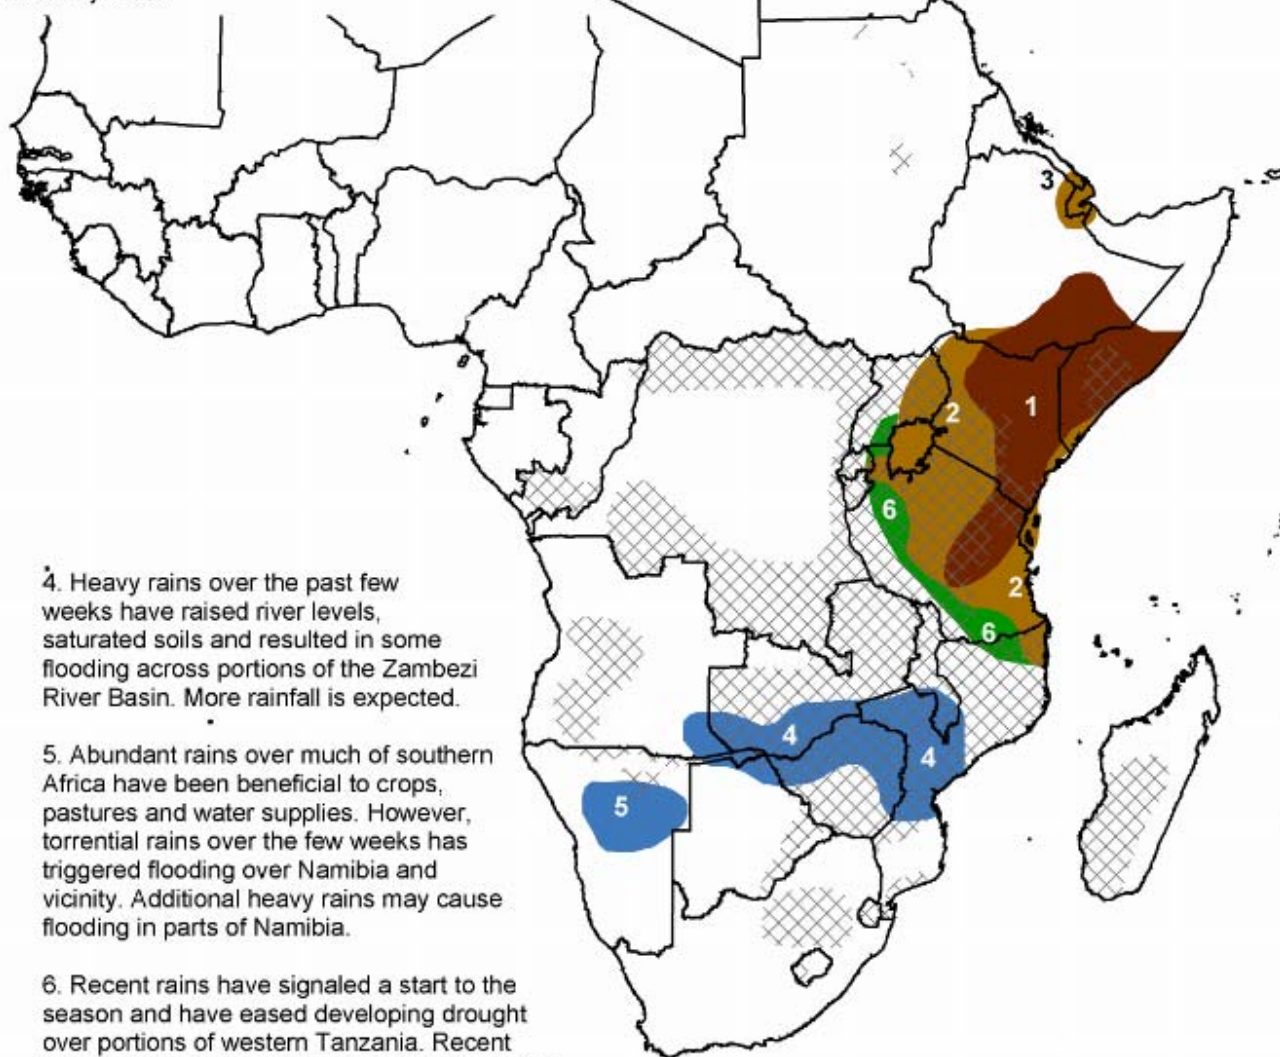 3
1
2
6
2
6
4. Heavy rains over the past few
weeks have raised river levels,
saturated soils and resulted in some
flooding across portions of the Zambezi
River Basin. More rainfall is expected.
4
4
5. Abundant rains over much of southern
Africa have been beneficial to crops,
pastures and water supplies. However,
torrential rains over the few weeks has
triggered flooding over Namibia and
vicinity. Additional heavy rains may cause
flooding in parts of Namibia.
5
6. Recent rains have signaled a start to the
season and have eased developing drought
over portions of western Tanzania. Recent